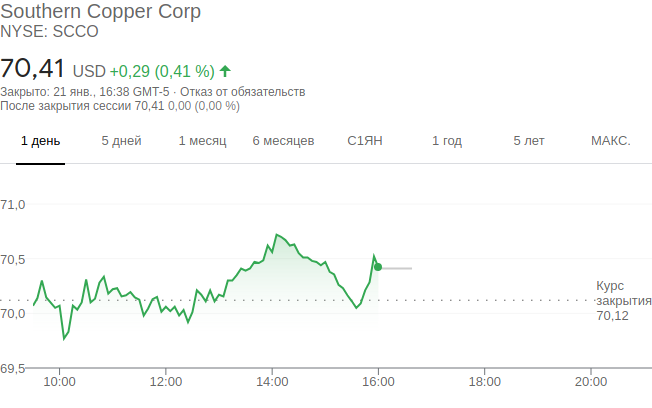 Southern Copper Corp
NYSE: SCCO
70,41 USD +0,29 (0,41 %)
Закрыто: 21 янв., 16:38 GMT-5 · Отказ от обязательств
После закрытия сессии 70,41 0,00 (0,00 %)
1 день 5 дней 1 месяц 6 месяцев С1ЯН 1 год 5 лет МАКС.
71,0
70,5
Курс
закрытия
70,12
70,0
69,5
10:00 12:00 14:00 16:00 18:00 20:00